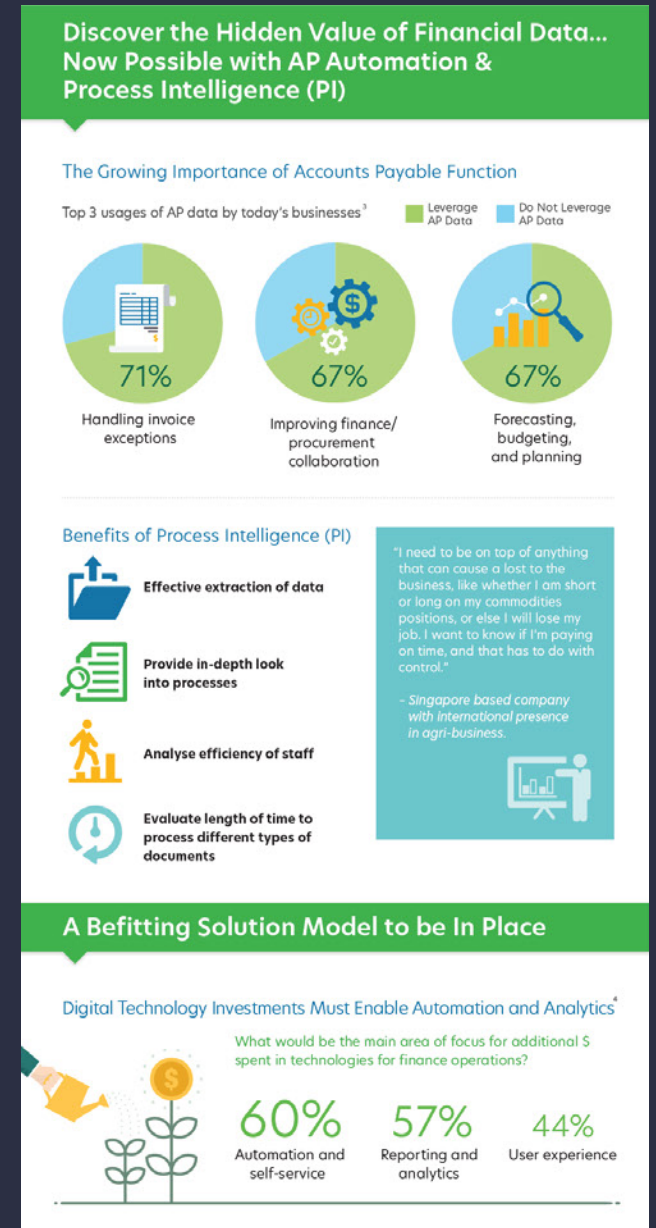 Discover the Hidden Value of Financial Data...
Now Possible with AP Automation &
Process Intelligence (PI)
The Growing Importance of Accounts Payable Function
Top 3 usages of AP data by today's businesses³
Leverage
AP Data
Do Not Leverage
AP Data
71%
Handling invoice
exceptions
67%
Improving finance/
procurement
collaboration
67%
Forecasting,
budgeting,
and planning
Benefits of Process Intelligence (PI)
Effective extraction of data
Provide in-depth look
into processes
Analyse efficiency of staff
Evaluate length of time to
process different types of
documents
"I need to be on top of anything
that can cause a lost to the
business, like whether I am short
or long on my commodities
positions, or else I will lose my
job. I want to know if I'm paying
on time, and that has to do with
control."
– Singapore based company
with international presence
in agri-business.
A Befitting Solution Model to be In Place
Digital Technology Investments Must Enable Automation and Analytics⁴
What would be the main area of focus for additional $
spent in technologies for finance operations?
60%
Automation and
self-service
57%
Reporting and
analytics
44%
User experience